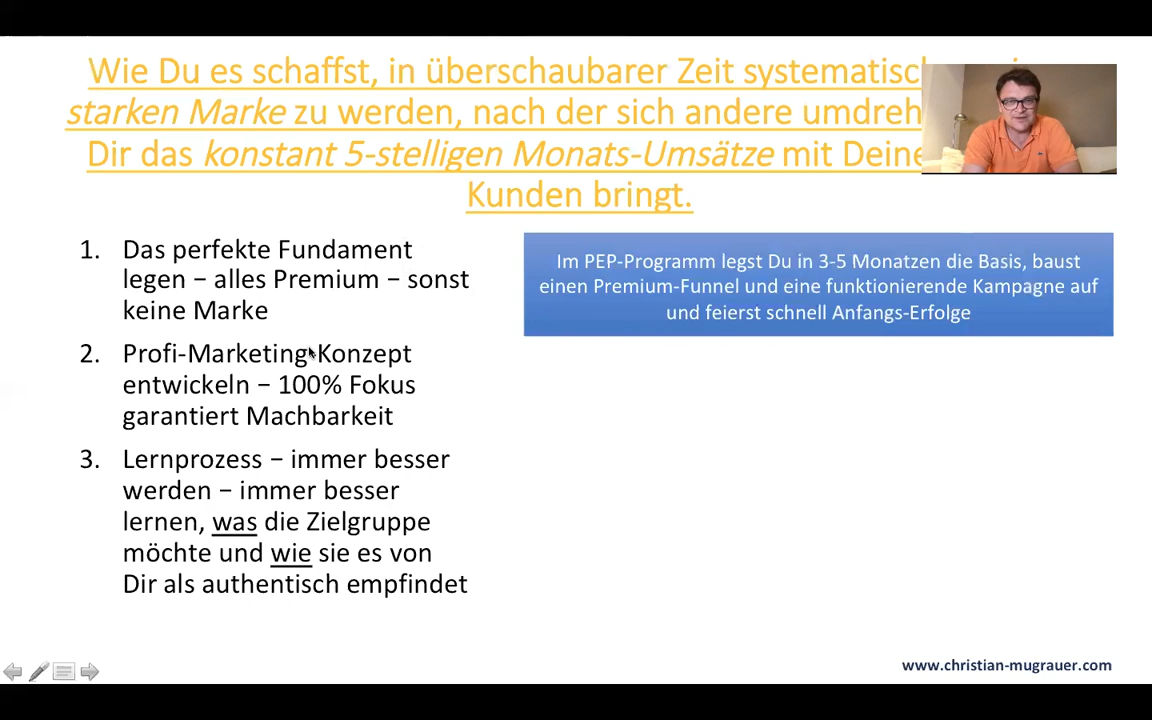 Wie Du es schaffst, in überschaubarer Zeit
starken Marke zu werden, nach der sich andere
Dir das konstant 5-stelligen Monats-Umsätze mit
Kunden bringt.
1. Das perfekte Fundament
legen – alles Premium – sonst
keine Marke
2. Profi-Marketing-Konzept
entwickeln – 100% Fokus
garantiert Machbarkeit
3. Lernprozess – immer besser
werden – immer besser
lernen, was die Zielgruppe
möchte und wie sie es von
Dir als authentisch empfindet
Im PEP-Programm legst Du in 3-5 Monatzen die Basis, baust
einen Premium-Funnel und eine funktionierende Kampagne auf
und feierst schnell Anfangs-Erfolge
www.christian-mugrauer.com